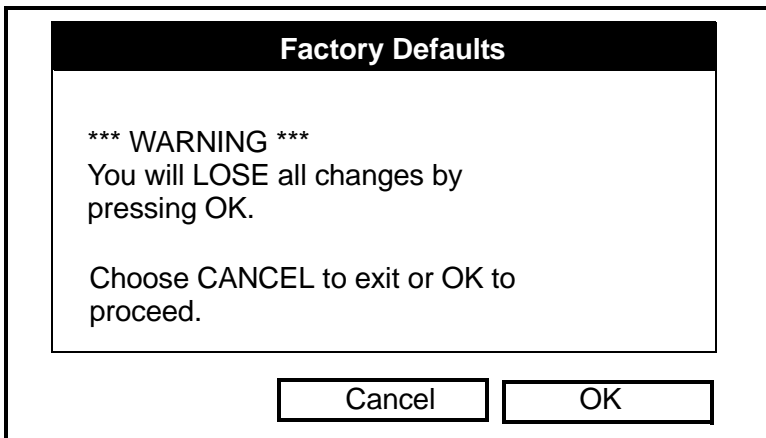 Factory Defaults
*** WARNING ***
You will LOSE all changes by
pressing OK.
Choose CANCEL to exit or OK to
proceed.
Cancel OK